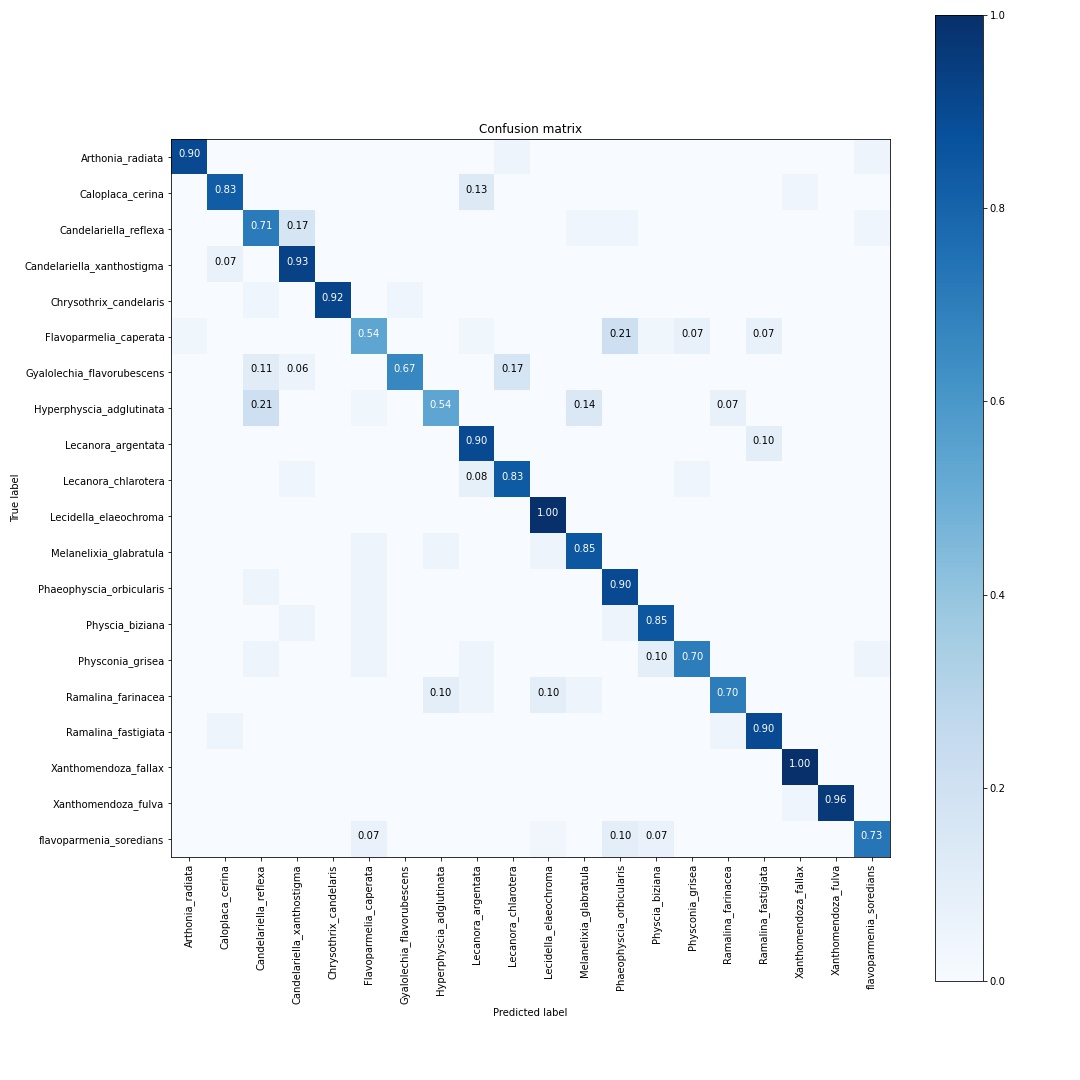 Confusion matrix
1.0
0.8
0.6
0.4
0.2
0.0
True label
Arthonia_radiata 0.90
Caloplaca_cerina 0.83 0.13
Candelariella_reflexa 0.71 0.17
Candelariella_xanthostigma 0.07 0.93
Chrysothrix_candelaris 0.92
Flavoparmelia_caperata 0.54 0.21 0.07 0.07
Gyalolechia_flavorubescens 0.11 0.06 0.67 0.17
Hyperphyscia_adglutinata 0.21 0.54 0.14 0.07
Lecanora_argentata 0.90 0.10
Lecanora_chlarotera 0.08 0.83
Lecidella_elaeochroma 1.00
Melanelixia_glabratula 0.85
Phaeophyscia_orbicularis 0.90
Physcia_biziana 0.85
Physconia_grisea 0.10 0.70
Ramalina_farinacea 0.10 0.10 0.70
Ramalina_fastigiata 0.90
Xanthomendoza_fallax 1.00
Xanthomendoza_fulva 0.96
flavoparmenia_soredians 0.07 0.10 0.07 0.73
Arthonia_radiata
Caloplaca_cerina
Candelariella_reflexa
Candelariella_xanthostigma
Chrysothrix_candelaris
Flavoparmelia_caperata
Gyalolechia_flavorubescens
Hyperphyscia_adglutinata
Lecanora_argentata
Lecanora_chlarotera
Lecidella_elaeochroma
Melanelixia_glabratula
Phaeophyscia_orbicularis
Physcia_biziana
Physconia_grisea
Ramalina_farinacea
Ramalina_fastigiata
Xanthomendoza_fallax
Xanthomendoza_fulva
flavoparmenia_soredians
Predicted label